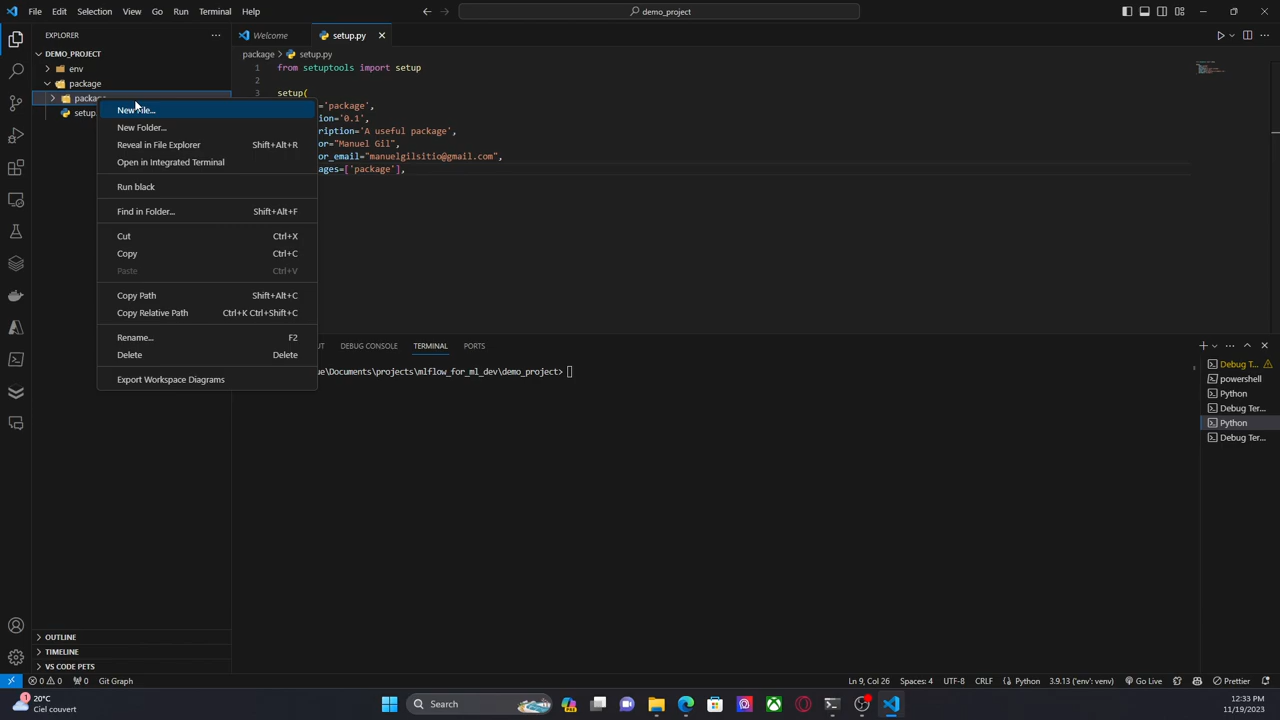 File Edit Selection View Go Run Terminal Help
demo_project
EXPLORER
DEMO_PROJECT
env
package
package
setup.
New File...
New Folder...
Reveal in File Explorer Shift+Alt+R
Open in Integrated Terminal
Run black
Find in Folder... Shift+Alt+F
Cut Ctrl+X
Copy Ctrl+C
Paste Ctrl+V
Copy Path Shift+Alt+C
Copy Relative Path Ctrl+K Ctrl+Shift+C
Rename... F2
Delete Delete
Export Workspace Diagrams
OUTLINE
TIMELINE
VS CODE PETS
Welcome
setup.py
package > setup.py
1 from setuptools import setup
2
3 setup(
='package',
ion='0.1',
ription='A useful package',
or="Manuel Gil",
or_email="manuelgilsitio@gmail.com",
ages=['package'],
UT DEBUG CONSOLE TERMINAL PORTS
ue\Documents\projects\mlflow_for_ml_dev\demo_project>
Debug T...
powershell
Python
Debug Ter...
Python
Debug Ter...
0 0 0 Git Graph
Ln 9, Col 26 Spaces: 4 UTF-8 CRLF Python 3.9.13 ('env': venv) Go Live Prettier
1
20°C
Ciel couvert
Search
12:33 PM
11/19/2023